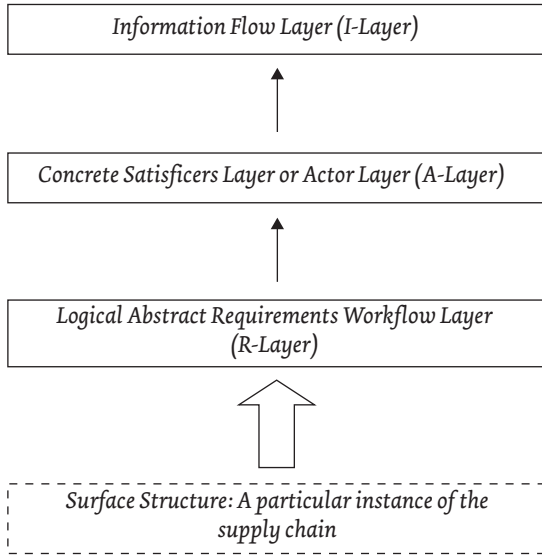 Information Flow Layer (I-Layer)
Concrete Satisficers Layer or Actor Layer (A-Layer)
Logical Abstract Requirements Workflow Layer
(R-Layer)
Surface Structure: A particular instance of the
supply chain